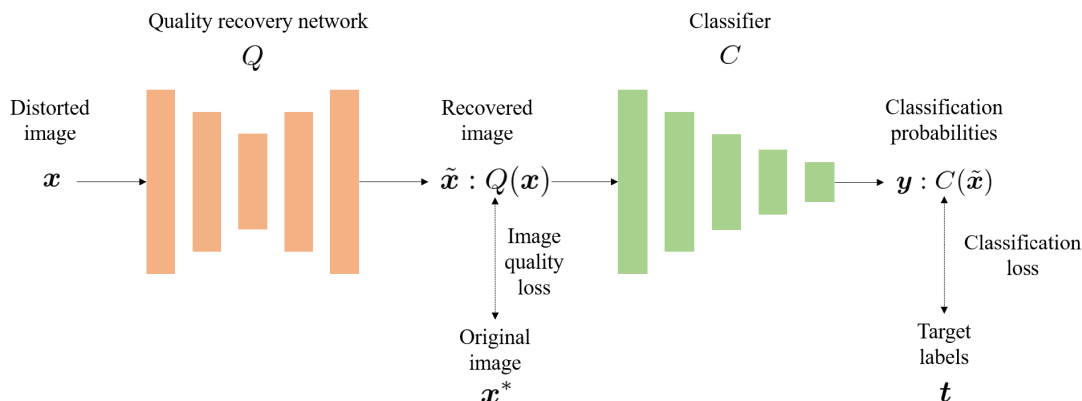 Quality recovery network
Q
Classifier
C
Distorted
image
x
Recovered
image
x̃ : Q(x)
Classification
probabilities
y : C(x̃)
Image
quality
loss
Classification
loss
Original
image
x*
Target
labels
t